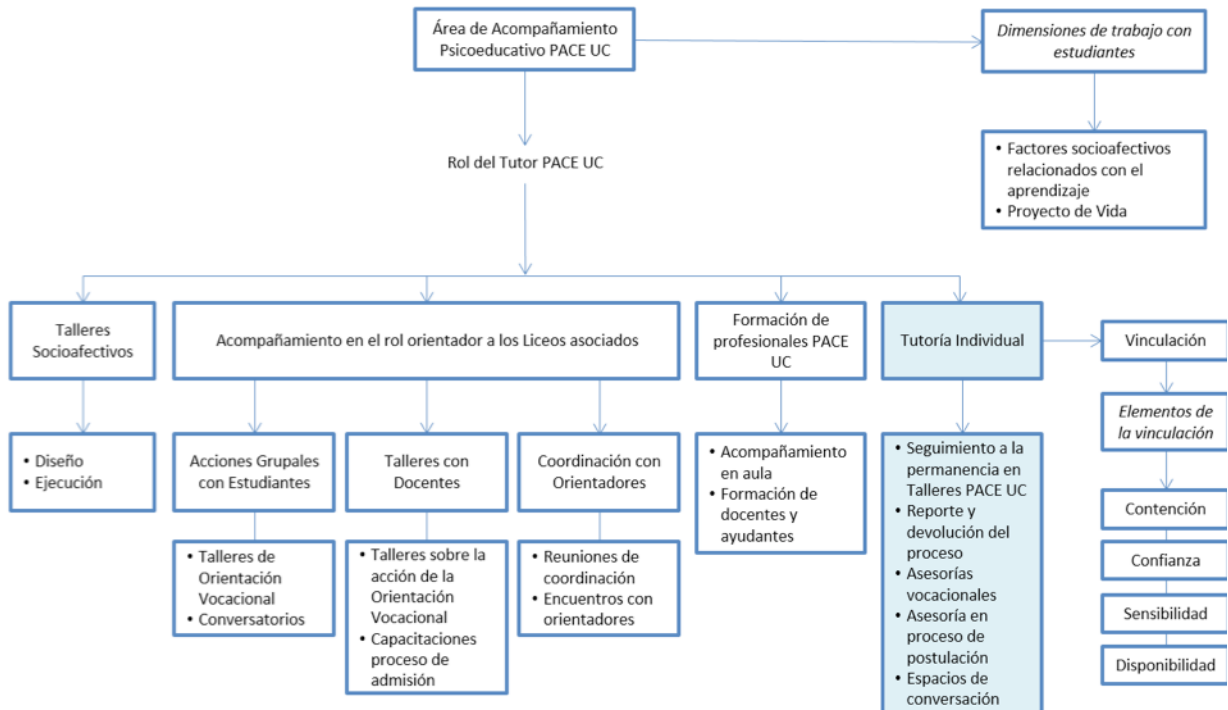 Área de Acompañamiento
Psicoeducativo PACE UC
Dimensiones de trabajo con
estudiantes
• Factores socioafectivos
relacionados con el
aprendizaje
• Proyecto de Vida
Rol del Tutor PACE UC
Talleres
Socioafectivos
Acompañamiento en el rol orientador a los Liceos asociados
Formación de
profesionales PACE
UC
Tutoría Individual
Vinculación
• Diseño
• Ejecución
Acciones Grupales
con Estudiantes
Talleres con
Docentes
Coordinación con
Orientadores
• Talleres de
Orientación
Vocacional
• Conversatorios
• Talleres sobre la
acción de la
Orientación
Vocacional
• Capacitaciones
proceso de
admisión
• Reuniones de
coordinación
• Encuentros con
orientadores
• Acompañamiento
en aula
• Formación de
docentes y
ayudantes
• Seguimiento a la
permanencia en
Talleres PACE UC
• Reporte y
devolución del
proceso
• Asesorías
vocacionales
• Asesoría en
proceso de
postulación
• Espacios de
conversación
Elementos de
la vinculación
Contención
Confianza
Sensibilidad
Disponibilidad